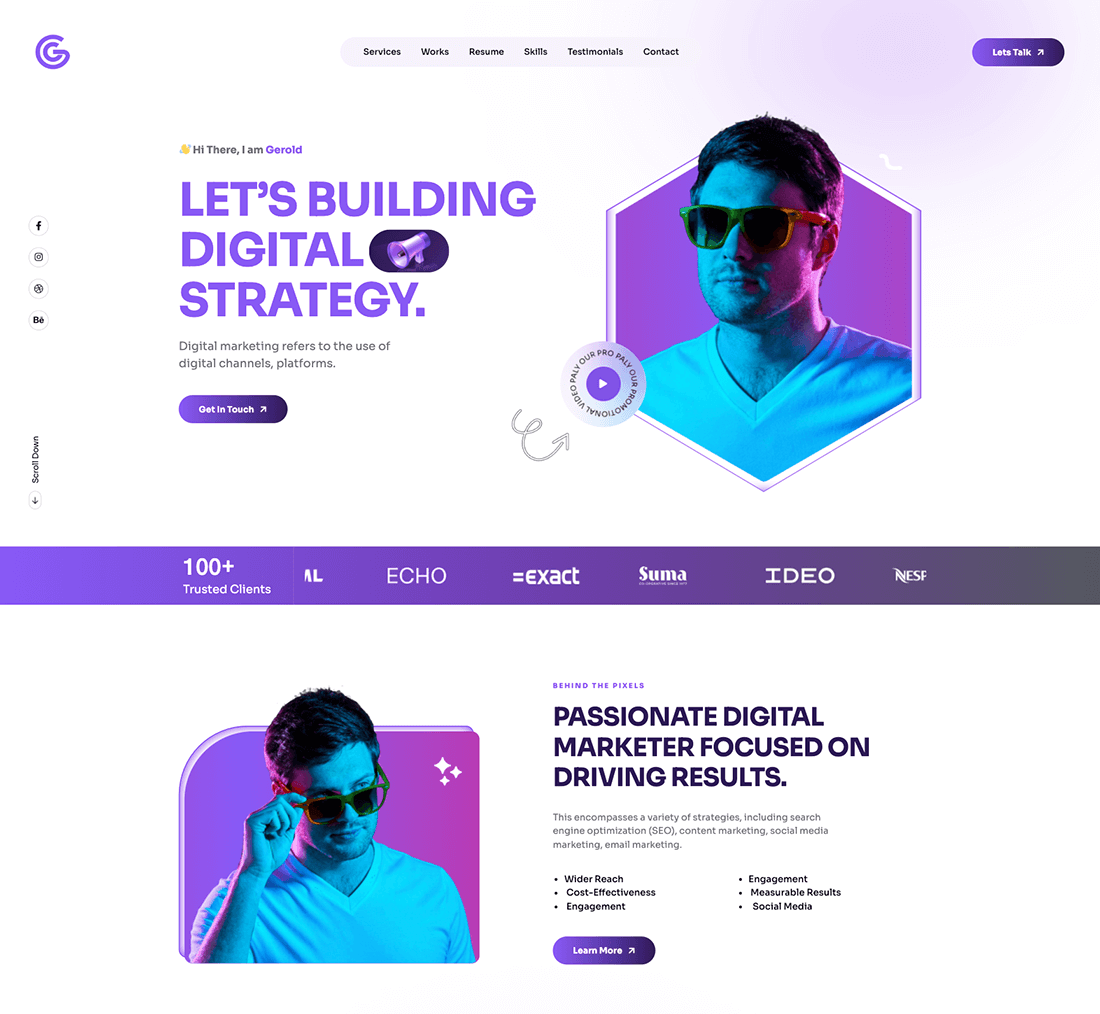 Services Works Resume Skills Testimonials Contact
Lets Talk
Hi There, I am Gerold
LET'S BUILDING
DIGITAL
STRATEGY.
Digital marketing refers to the use of
digital channels, platforms.
Get In Touch
PALY OUR PRO PALY OUR PROMOTIONAL VIDEO
Bē
Scroll Down
100+
Trusted Clients
ECHO
=exact
Suma
IDEO
BEHIND THE PIXELS
PASSIONATE DIGITAL
MARKETER FOCUSED ON
DRIVING RESULTS.
This encompasses a variety of strategies, including search
engine optimization (SEO), content marketing, social media
marketing, email marketing.
• Wider Reach
• Cost-Effectiveness
• Engagement
• Engagement
• Measurable Results
• Social Media
Learn More